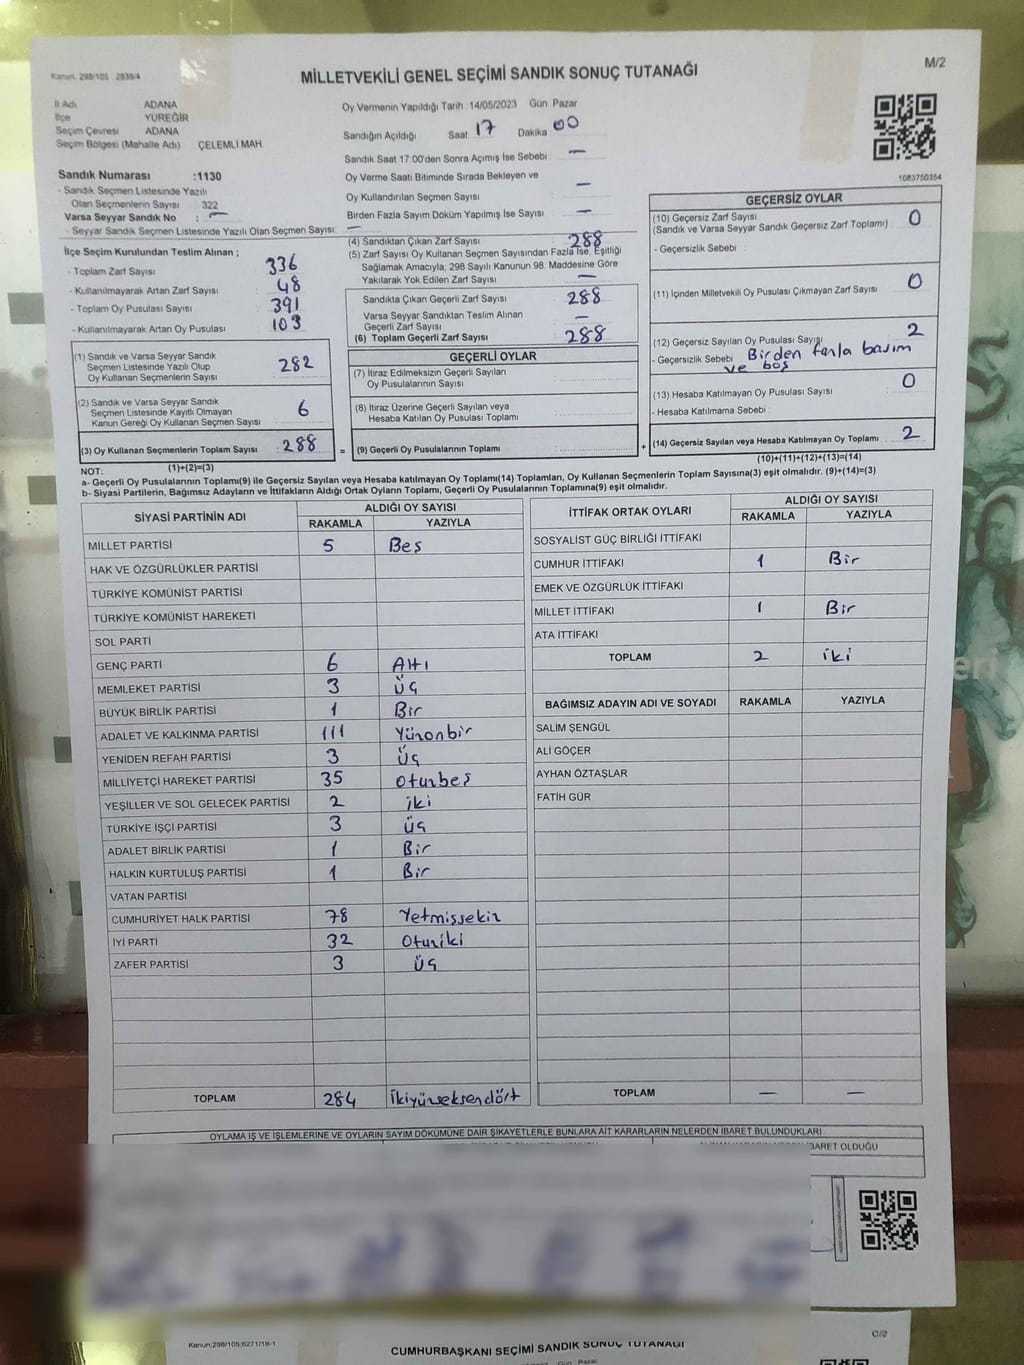 Kanun: 298/105 2839/4
MİLLETVEKİLİ GENEL SEÇİMİ SANDIK SONUÇ TUTANAĞI
M/2
İl Adı ADANA
İlçe YÜREĞİR
Seçim Çevresi ADANA
Seçim Bölgesi (Mahalle Adı) ÇELEMLİ MAH.
Sandık Numarası :1130
- Sandık Seçmen Listesinde Yazılı
Olan Seçmenlerin Sayısı 322
Varsa Seyyar Sandık No : —
- Seyyar Sandık Seçmen Listesinde Yazılı Olan Seçmen Sayısı: —
İlçe Seçim Kurulundan Teslim Alınan ;
- Toplam Zarf Sayısı 336
- Kullanılmayarak Artan Zarf Sayısı 48
- Toplam Oy Pusulası Sayısı 391
- Kullanılmayarak Artan Oy Pusulası 103
Oy Vermenin Yapıldığı Tarih 14/05/2023 Gün Pazar
Sandığın Açıldığı Saat 17 Dakika 00
Sandık Saat 17.00'den Sonra Açımış İse Sebebi : —
Oy Verme Saati Bitiminde Sırada Bekleyen ve
Oy Kullandırılan Seçmen Sayısı —
Birden Fazla Sayım Döküm Yapılmış İse Sayısı : —
(4) Sandıktan Çıkan Zarf Sayısı 288
(5) Zarf Sayısı Oy Kullanan Seçmen Sayısından Fazla İse, Eşitliği
Sağlamak Amacıyla; 298 Sayılı Kanunun 98. Maddesine Göre
Yakılarak Yok Edilen Zarf Sayısı —
Sandıkta Çıkan Geçerli Zarf Sayısı 288
Varsa Seyyar Sandıktan Teslim Alınan
Geçerli Zarf Sayısı —
(6) Toplam Geçerli Zarf Sayısı 288
1083750354
GEÇERSİZ OYLAR
(10) Geçersiz Zarf Sayısı 0
(Sandık ve Varsa Seyyar Sandık Geçersiz Zarf Toplamı)
- Geçersizlik Sebebi
(11) İçinden Milletvekili Oy Pusulası Çıkmayan Zarf Sayısı 0
(12) Geçersiz Sayılan Oy Pusulası Sayısı 2
- Geçersizlik Sebebi Birden fazla basım
ve boş
(13) Hesaba Katılmayan Oy Pusulası Sayısı 0
- Hesaba Katılmama Sebebi
(14) Geçersiz Sayılan veya Hesaba Katılmayan Oy Toplamı 2
(10)+(11)+(12)+(13)=(14)
(1) Sandık ve Varsa Seyyar Sandık
Seçmen Listesinde Yazılı Olup
Oy Kullanan Seçmenlerin Sayısı 282
(2) Sandık ve Varsa Seyyar Sandık
Seçmen Listesinde Kayıtlı Olmayan
Kanun Gereği Oy Kullanan Seçmen Sayısı 6
(3) Oy Kullanan Seçmenlerin Toplam Sayısı 288
(1)+(2)=(3)
GEÇERLİ OYLAR
(7) İtiraz Edilmeksizin Geçerli Sayılan
Oy Pusulalarının Sayısı
(8) İtiraz Üzerine Geçerli Sayılan veya
Hesaba Katılan Oy Pusulası Toplamı
= (9) Geçerli Oy Pusulalarının Toplamı +
NOT:
a- Geçerli Oy Pusulalarının Toplamı(9) ile Geçersiz Sayılan veya Hesaba katılmayan Oy Toplamı(14) Toplamları, Oy Kullanan Seçmenlerin Toplam Sayısına(3) eşit olmalıdır. (9)+(14)=(3)
b- Siyasi Partilerin, Bağımsız Adayların ve İttifakların Aldığı Ortak Oyların Toplamı, Geçerli Oy Pusulalarının Toplamına(9) eşit olmalıdır.
SİYASİ PARTİNİN ADI ALDIĞI OY SAYISI
RAKAMLA YAZIYLA
MİLLET PARTİSİ 5 Beş
HAK VE ÖZGÜRLÜKLER PARTİSİ
TÜRKİYE KOMÜNİST PARTİSİ
TÜRKİYE KOMÜNİST HAREKETİ
SOL PARTİ
GENÇ PARTİ 6 Altı
MEMLEKET PARTİSİ 3 Üç
BÜYÜK BİRLİK PARTİSİ 1 Bir
ADALET VE KALKINMA PARTİSİ 111 Yüzonbir
YENİDEN REFAH PARTİSİ 3 Üç
MİLLİYETÇİ HAREKET PARTİSİ 35 Otuzbeş
YEŞİLLER VE SOL GELECEK PARTİSİ 2 iki
TÜRKİYE İŞÇİ PARTİSİ 3 üç
ADALET BİRLİK PARTİSİ 1 Bir
HALKIN KURTULUŞ PARTİSİ 1 Bir
VATAN PARTİSİ
CUMHURİYET HALK PARTİSİ 78 Yetmişsekiz
İYİ PARTİ 32 Otuziki
ZAFER PARTİSİ 3 üç
TOPLAM 284 İkiyüzseksendört
İTTİFAK ORTAK OYLARI ALDIĞI OY SAYISI
RAKAMLA YAZIYLA
SOSYALİST GÜÇ BİRLİĞİ İTTİFAKI
CUMHUR İTTİFAKI 1 Bir
EMEK VE ÖZGÜRLÜK İTTİFAKI
MİLLET İTTİFAKI 1 Bir
ATA İTTİFAKI
TOPLAM 2 iki
BAĞIMSIZ ADAYIN ADI VE SOYADI RAKAMLA YAZIYLA
SALİM ŞENGÜL
ALİ GÖÇER
AYHAN ÖZTAŞLAR
FATİH GÜR
TOPLAM — —
OYLAMA İŞ VE İŞLEMLERİNE VE OYLARIN SAYIM DÖKÜMÜNE DAİR ŞİKAYETLERLE BUNLARA AİT KARARLARIN NELERDEN İBARET BULUNDUKLARI
İBARET OLDUĞU
Kanun:298/105;6271/18-1
CUMHURBAŞKANI SEÇİMİ SANDIK SONUÇ TUTANAĞI
C/2
Gün Pazar
eri